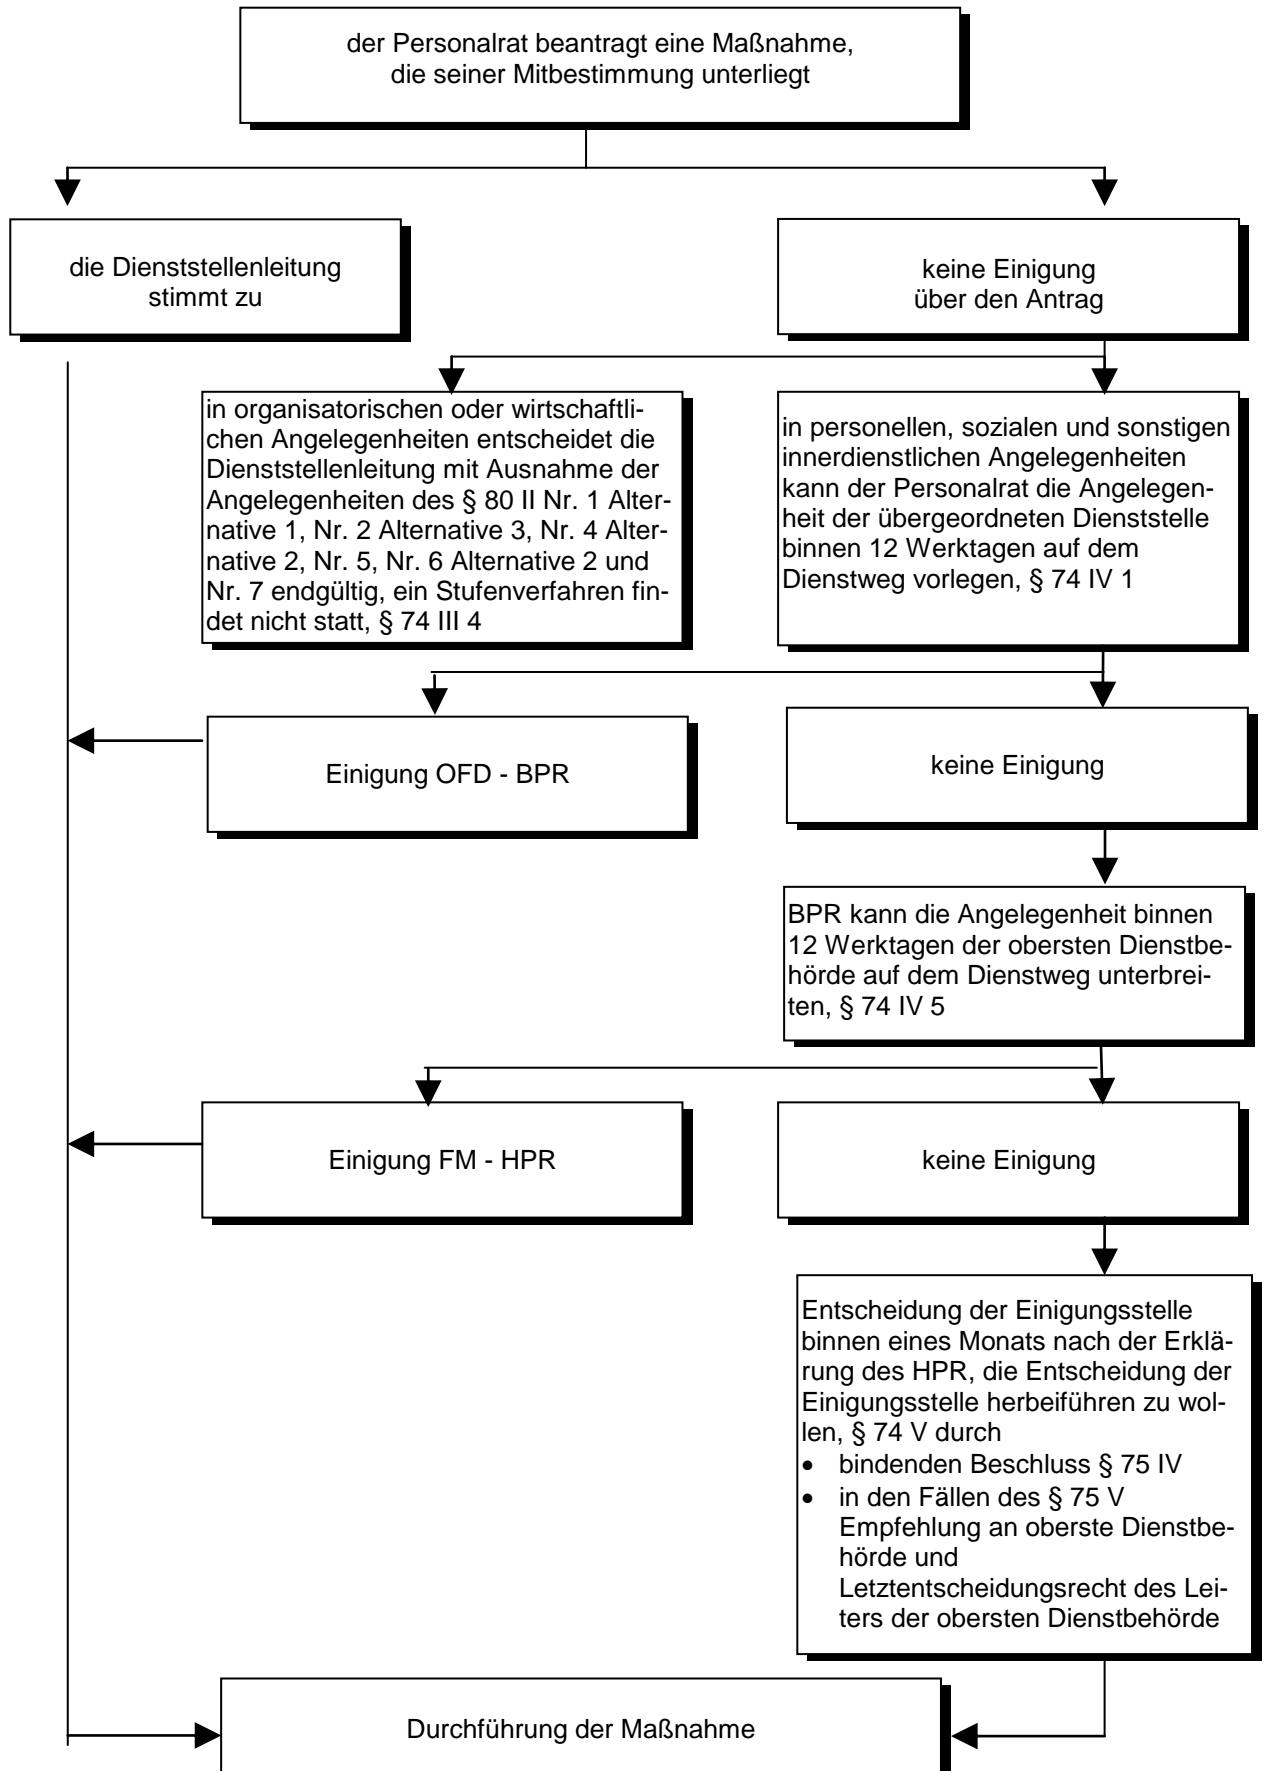 der Personalrat beantragt eine Maßnahme,
die seiner Mitbestimmung unterliegt
die Dienststellenleitung
stimmt zu
keine Einigung
über den Antrag
in organisatorischen oder wirtschaftli-
chen Angelegenheiten entscheidet die
Dienststellenleitung mit Ausnahme der
Angelegenheiten des § 80 II Nr. 1 Alter-
native 1, Nr. 2 Alternative 3, Nr. 4 Alter-
native 2, Nr. 5, Nr. 6 Alternative 2 und
Nr. 7 endgültig, ein Stufenverfahren fin-
det nicht statt, § 74 III 4
in personellen, sozialen und sonstigen
innerdienstlichen Angelegenheiten
kann der Personalrat die Angelegen-
heit der übergeordneten Dienststelle
binnen 12 Werktagen auf dem
Dienstweg vorlegen, § 74 IV 1
Einigung OFD - BPR
keine Einigung
BPR kann die Angelegenheit binnen
12 Werktagen der obersten Dienstbe-
hörde auf dem Dienstweg unterbrei-
ten, § 74 IV 5
Einigung FM - HPR
keine Einigung
Entscheidung der Einigungsstelle
binnen eines Monats nach der Erklä-
rung des HPR, die Entscheidung der
Einigungsstelle herbeiführen zu wol-
len, § 74 V durch
• bindenden Beschluss § 75 IV
• in den Fällen des § 75 V
Empfehlung an oberste Dienstbe-
hörde und
Letztentscheidungsrecht des Lei-
ters der obersten Dienstbehörde
Durchführung der Maßnahme